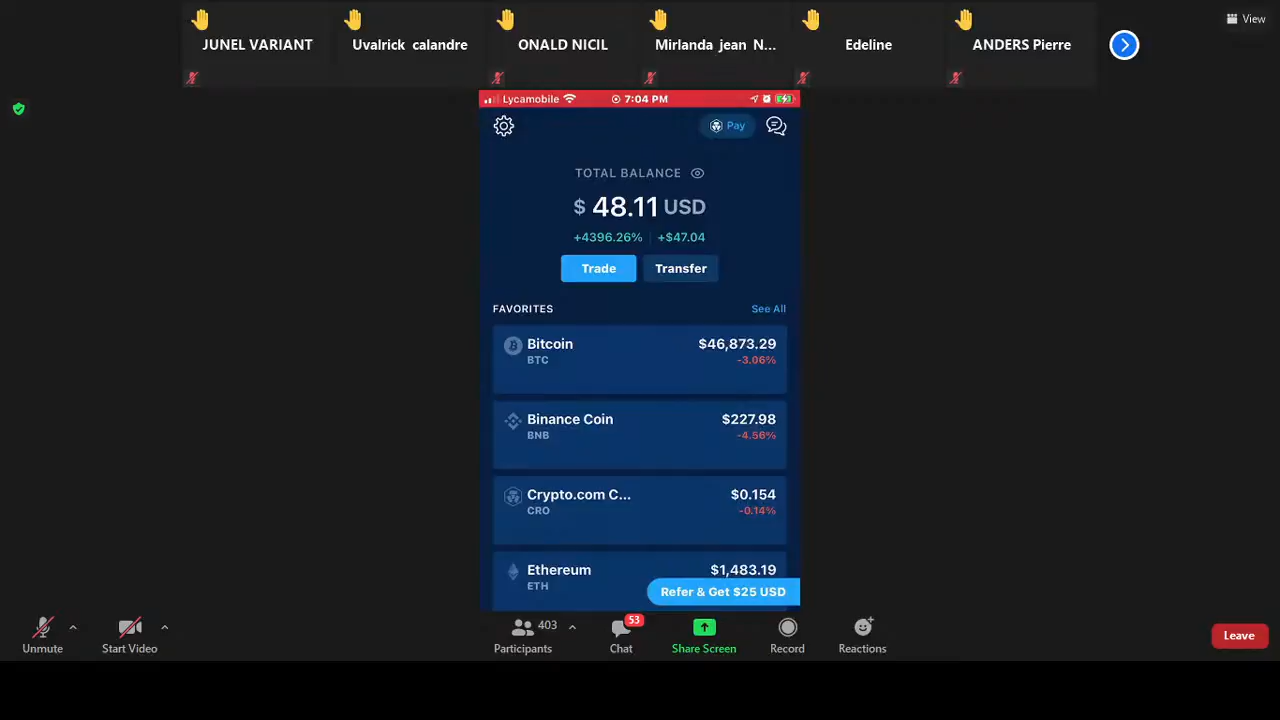 View
JUNEL VARIANT
Uvalrick calandre
ONALD NICIL
Mirlanda jean N...
Edeline
ANDERS Pierre
Lycamobile 7:04 PM
Pay
TOTAL BALANCE
$ 48.11 USD
+4396.26% +$47.04
Trade Transfer
FAVORITES See All
Bitcoin $46,873.29
BTC -3.06%
Binance Coin $227.98
BNB -4.56%
Crypto.com C... $0.154
CRO -0.14%
Ethereum $1,483.19
ETH
Refer & Get $25 USD
403
53
Unmute
Start Video
Participants
Chat
Share Screen
Record
Reactions
Leave